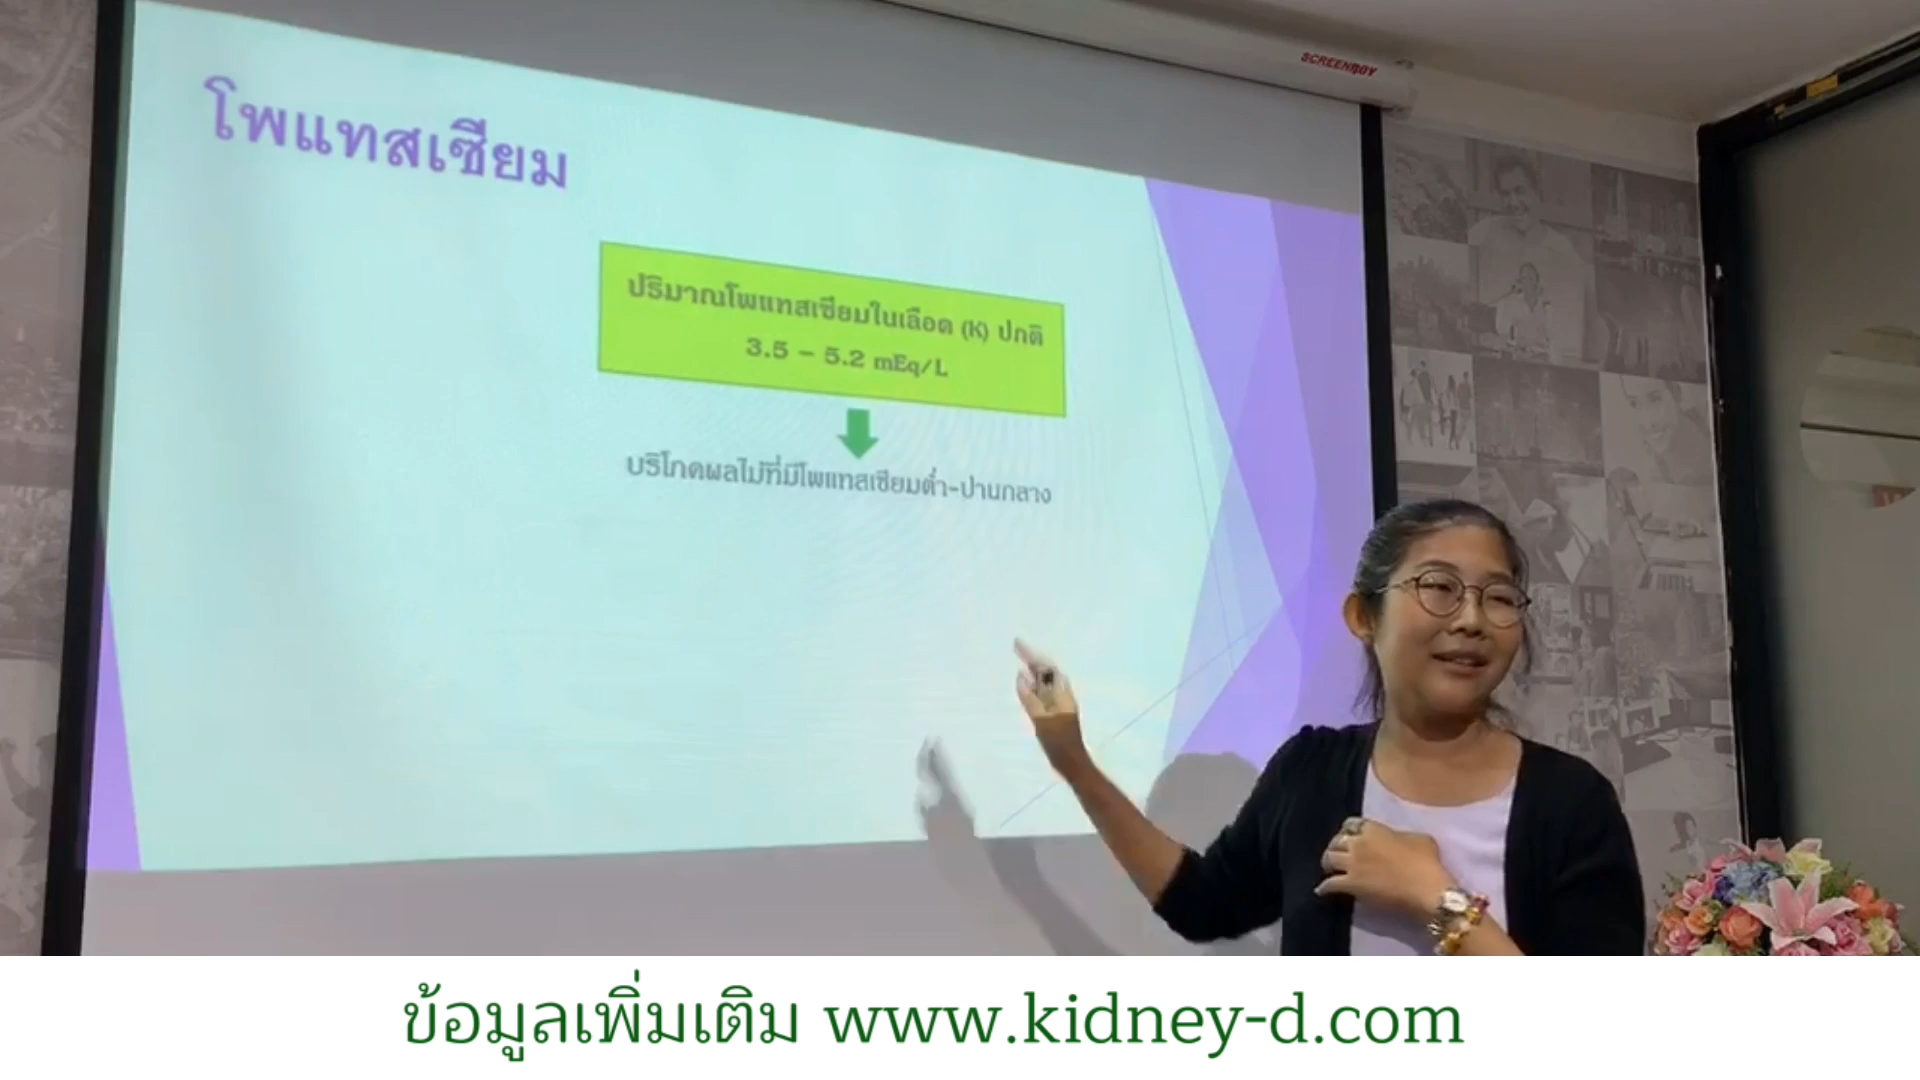 SCREENBOY
โพแทสเซียม
ปริมาณโพแทสเซียมในเลือด (K) ปกติ
3.5 – 5.2 mEq/L
บริโภคผลไม้ที่มีโพแทสเซียมต่ำ-ปานกลาง
ข้อมูลเพิ่มเติม www.kidney-d.com